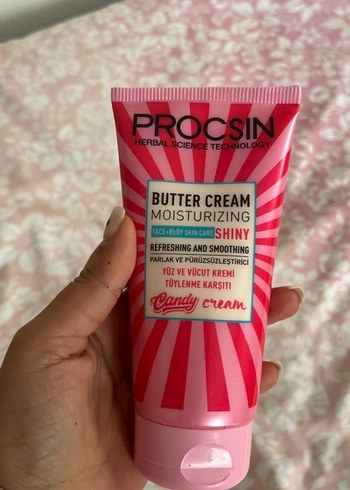 PROCSIN
HERBAL SCIENCE TECHNOLOGY
BUTTER CREAM
MOISTURIZING
FACE+BODY SKIN CARE SHINY
REFRESHING AND SMOOTHING
PARLAK VE PÜRÜZSÜZLEŞTİRİCİ
YÜZ VE VÜCUT KREMİ
TÜYLENME KARŞITI
Candy cream